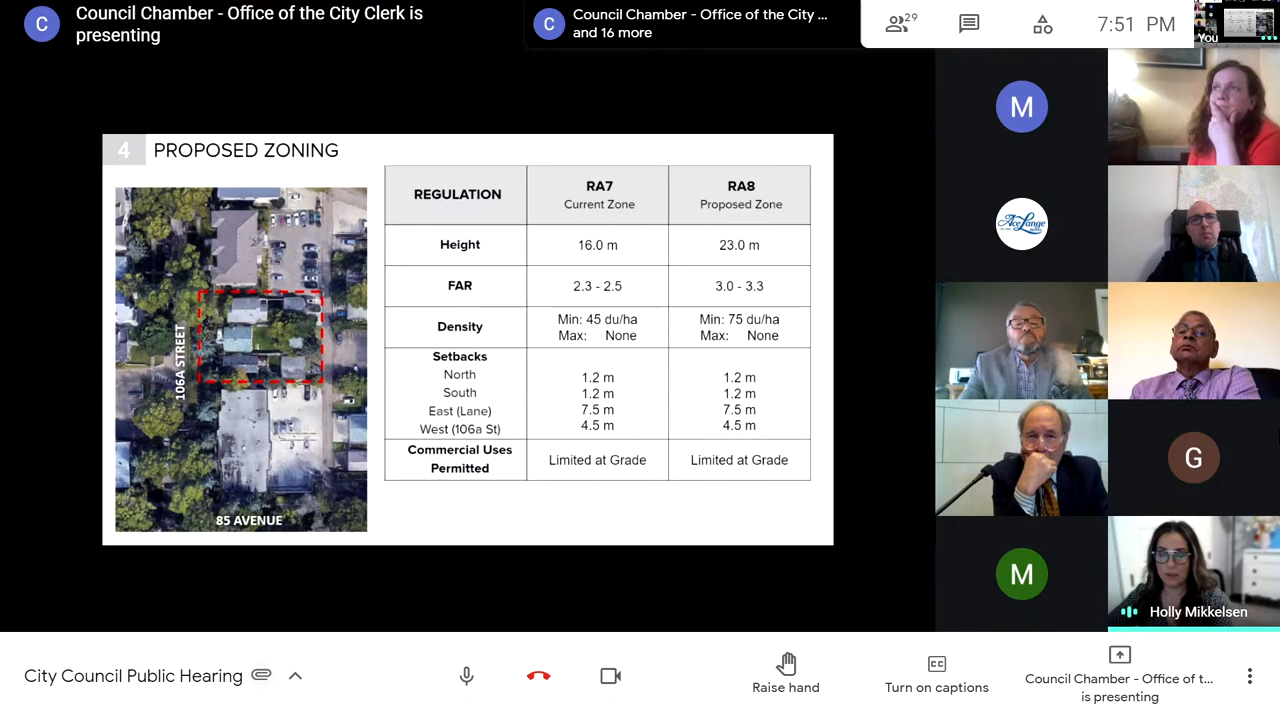 C
Council Chamber - Office of the City Clerk is
presenting
C
Council Chamber - Office of the City ...
and 16 more
29
7:51 PM
You
4 PROPOSED ZONING
106A STREET
85 AVENUE
REGULATION
RA7
Current Zone
RA8
Proposed Zone
Height
16.0 m
23.0 m
FAR
2.3 - 2.5
3.0 - 3.3
Density
Min: 45 du/ha
Max: None
Min: 75 du/ha
Max: None
Setbacks
North
1.2 m
1.2 m
South
1.2 m
1.2 m
East (Lane)
7.5 m
7.5 m
West (106a St)
4.5 m
4.5 m
Commercial Uses
Permitted
Limited at Grade
Limited at Grade
M
Ace Lange
G
M
Holly Mikkelsen
City Council Public Hearing
Raise hand
CC
Turn on captions
Council Chamber - Office of t...
is presenting